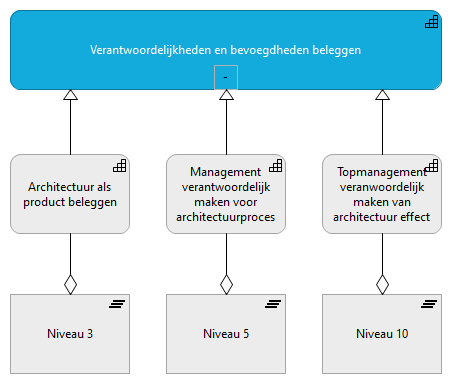 Verantwoordelijkheden en bevoegdheden beleggen
-
Architectuur als
product beleggen
Management
verantwoordelijk
maken voor
architectuurproces
Topmanagement
veranwoordelijk
maken van
architectuur effect
Niveau 3
Niveau 5
Niveau 10